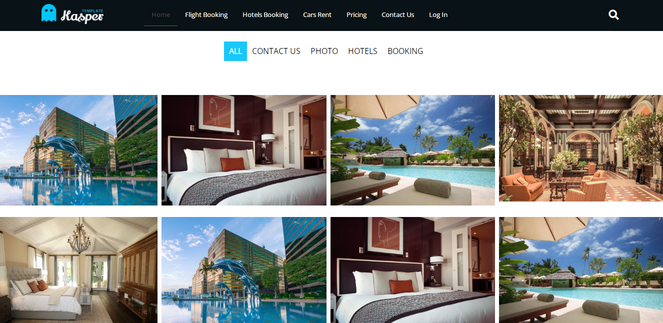 TEMPLATE
Hasper
Home Flight Booking Hotels Booking Cars Rent Pricing Contact Us Log In
ALL CONTACT US PHOTO HOTELS BOOKING